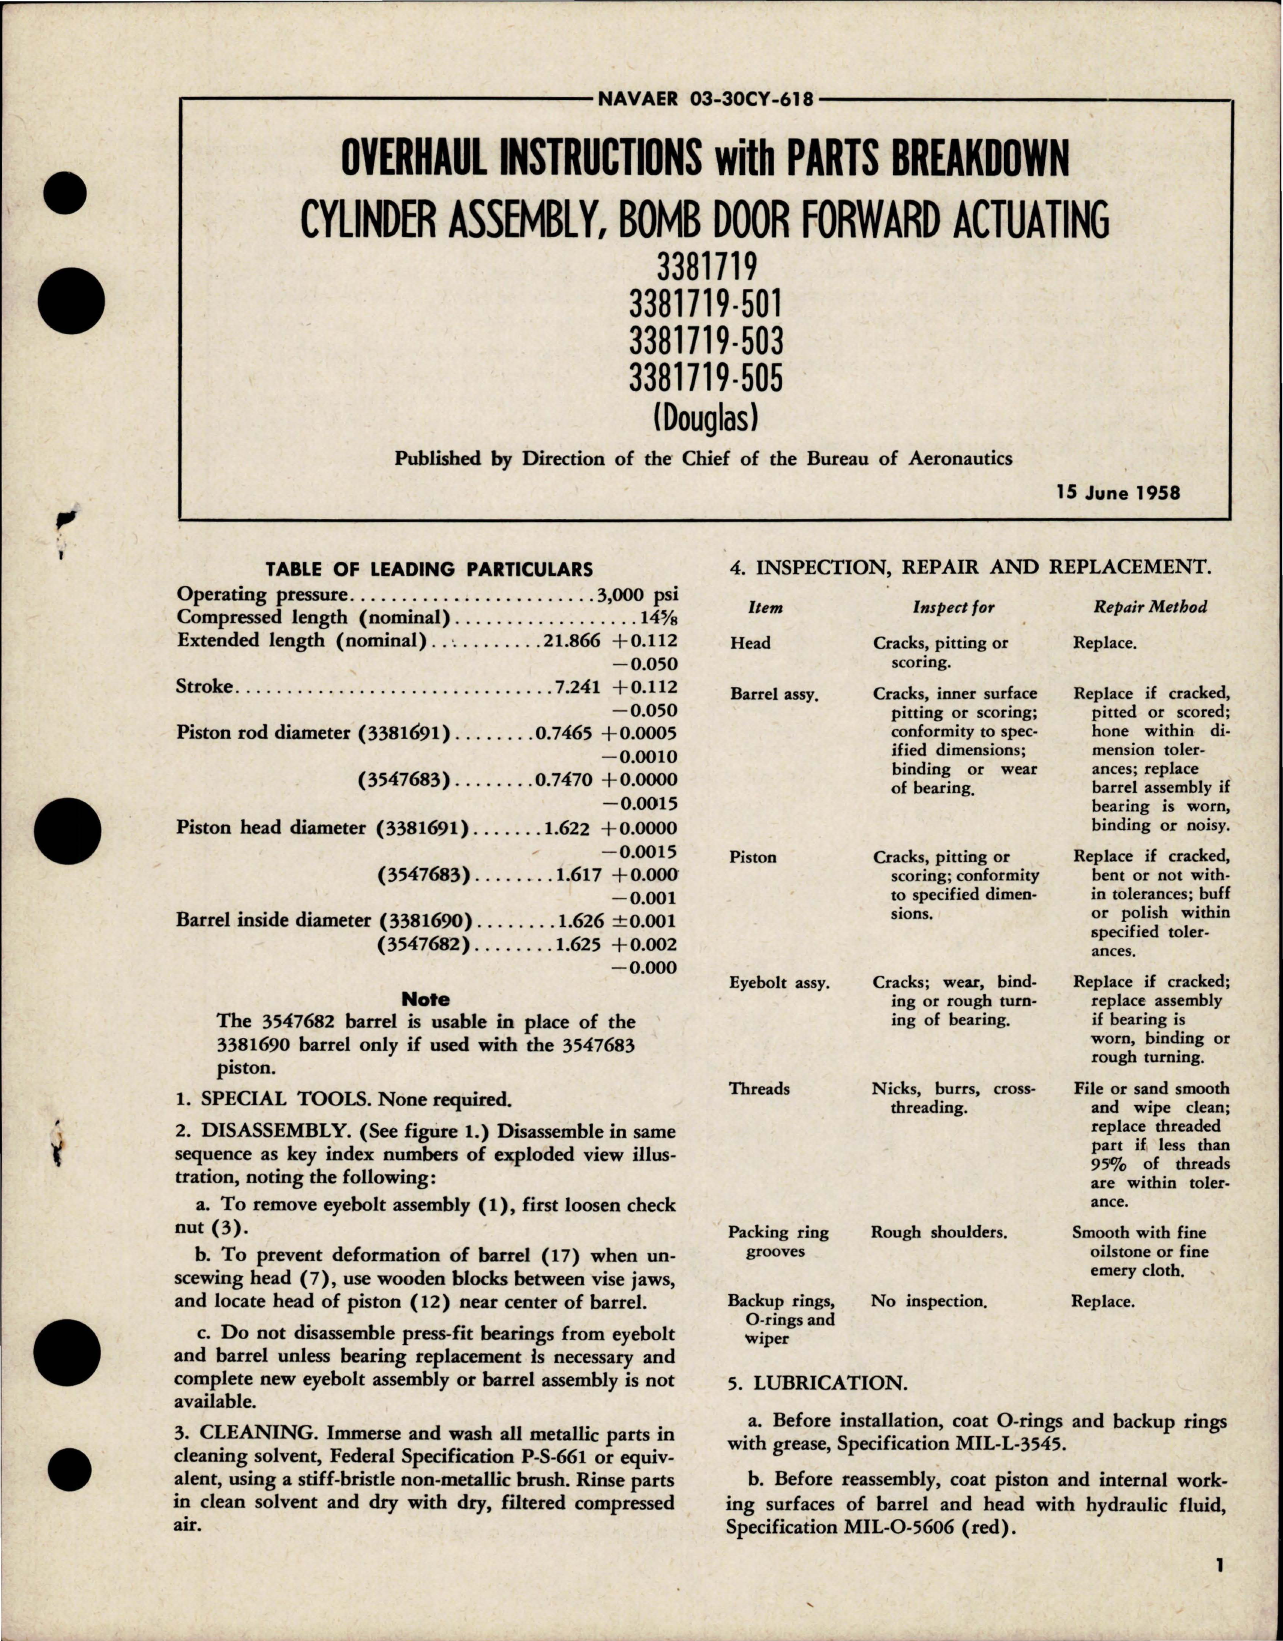 NAVAER 03-30CY-618
OVERHAUL INSTRUCTIONS with PARTS BREAKDOWN
CYLINDER ASSEMBLY, BOMB DOOR FORWARD ACTUATING
3381719
3381719-501
3381719-503
3381719-505
(Douglas)
Published by Direction of the Chief of the Bureau of Aeronautics
15 June 1958
TABLE OF LEADING PARTICULARS
Operating pressure........................3,000 psi
Compressed length (nominal)..................14⅝
Extended length (nominal)...........21.866 +0.112
—0.050
Stroke...............................7.241 +0.112
—0.050
Piston rod diameter (3381691)........0.7465 +0.0005
—0.0010
(3547683)........0.7470 +0.0000
—0.0015
Piston head diameter (3381691).......1.622 +0.0000
—0.0015
(3547683)........1.617 +0.000
—0.001
Barrel inside diameter (3381690)........1.626 ±0.001
(3547682)........1.625 +0.002
—0.000
Note
The 3547682 barrel is usable in place of the
3381690 barrel only if used with the 3547683
piston.
1. SPECIAL TOOLS. None required.
2. DISASSEMBLY. (See figure 1.) Disassemble in same
sequence as key index numbers of exploded view illus-
tration, noting the following:
a. To remove eyebolt assembly (1), first loosen check
nut (3).
b. To prevent deformation of barrel (17) when un-
scewing head (7), use wooden blocks between vise jaws,
and locate head of piston (12) near center of barrel.
c. Do not disassemble press-fit bearings from eyebolt
and barrel unless bearing replacement is necessary and
complete new eyebolt assembly or barrel assembly is not
available.
3. CLEANING. Immerse and wash all metallic parts in
cleaning solvent, Federal Specification P-S-661 or equiv-
alent, using a stiff-bristle non-metallic brush. Rinse parts
in clean solvent and dry with dry, filtered compressed
air.
4. INSPECTION, REPAIR AND REPLACEMENT.
Item Inspect for Repair Method
Head Cracks, pitting or Replace.
scoring.
Barrel assy. Cracks, inner surface Replace if cracked,
pitting or scoring; pitted or scored;
conformity to spec- hone within di-
ified dimensions; mension toler-
binding or wear ances; replace
of bearing. barrel assembly if
bearing is worn,
binding or noisy.
Piston Cracks, pitting or Replace if cracked,
scoring; conformity bent or not with-
to specified dimen- in tolerances; buff
sions. or polish within
specified toler-
ances.
Eyebolt assy. Cracks; wear, bind- Replace if cracked;
ing or rough turn- replace assembly
ing of bearing. if bearing is
worn, binding or
rough turning.
Threads Nicks, burrs, cross- File or sand smooth
threading. and wipe clean;
replace threaded
part if less than
95% of threads
are within toler-
ance.
Packing ring Rough shoulders. Smooth with fine
grooves oilstone or fine
emery cloth.
Backup rings, No inspection. Replace.
O-rings and
wiper
5. LUBRICATION.
a. Before installation, coat O-rings and backup rings
with grease, Specification MIL-L-3545.
b. Before reassembly, coat piston and internal work-
ing surfaces of barrel and head with hydraulic fluid,
Specification MIL-O-5606 (red).
1